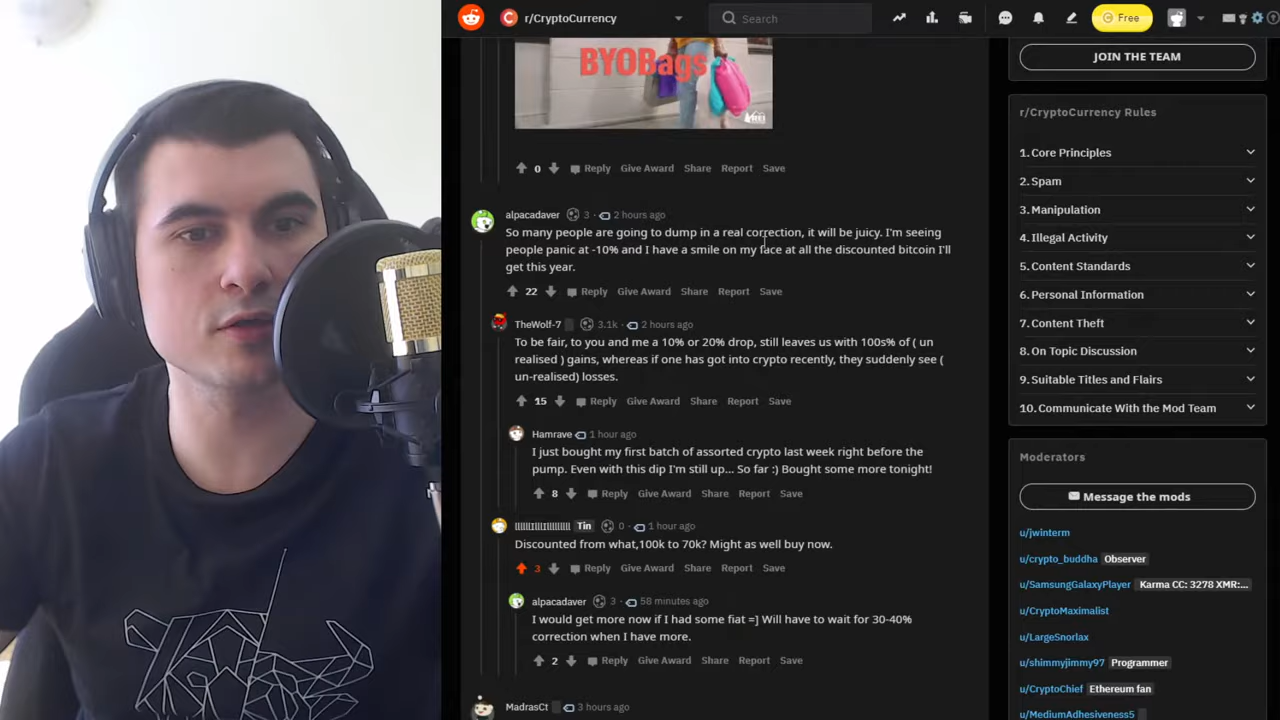 r/CryptoCurrency
Search
Free
BYOBags
REI
0 Reply Give Award Share Report Save
alpacadaver 3 · 2 hours ago
So many people are going to dump in a real correction, it will be juicy. I'm seeing
people panic at -10% and I have a smile on my face at all the discounted bitcoin I'll
get this year.
22 Reply Give Award Share Report Save
TheWolf-7 3.1k · 2 hours ago
To be fair, to you and me a 10% or 20% drop, still leaves us with 100s% of ( un
realised ) gains, whereas if one has got into crypto recently, they suddenly see (
un-realised) losses.
15 Reply Give Award Share Report Save
Hamrave 1 hour ago
I just bought my first batch of assorted crypto last week right before the
pump. Even with this dip I'm still up... So far :) Bought some more tonight!
8 Reply Give Award Share Report Save
Tin 0 · 1 hour ago
Discounted from what,100k to 70k? Might as well buy now.
3 Reply Give Award Share Report Save
alpacadaver 3 · 58 minutes ago
I would get more now if I had some fiat =] Will have to wait for 30-40%
correction when I have more.
2 Reply Give Award Share Report Save
MadrasCt 3 hours ago
JOIN THE TEAM
r/CryptoCurrency Rules
1. Core Principles
2. Spam
3. Manipulation
4. Illegal Activity
5. Content Standards
6. Personal Information
7. Content Theft
8. On Topic Discussion
9. Suitable Titles and Flairs
10. Communicate With the Mod Team
Moderators
Message the mods
u/jwinterm
u/crypto_buddha Observer
u/SamsungGalaxyPlayer Karma CC: 3278 XMR:...
u/CryptoMaximalist
u/LargeSnorlax
u/shimmyjimmy97 Programmer
u/CryptoChief Ethereum fan
u/MediumAdhesiveness5